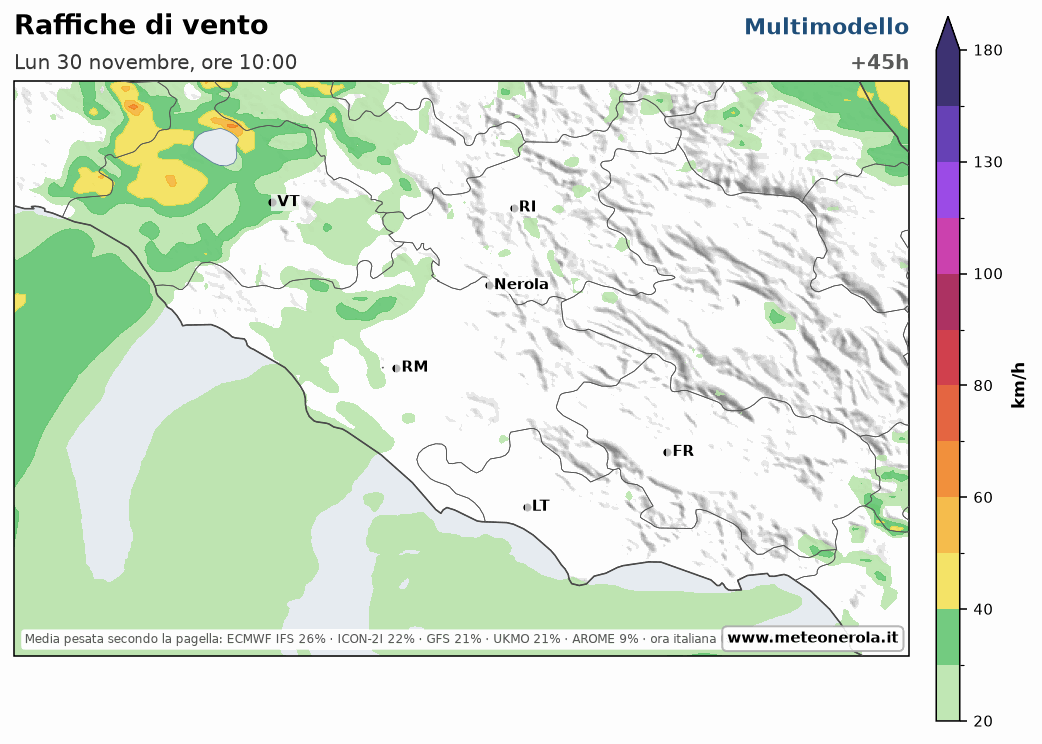 Raffiche di vento
Multimodello
Lun 30 novembre, ore 10:00
+45h
VT
RI
Nerola
RM
FR
LT
Media pesata secondo la pagella: ECMWF IFS 26% · ICON-2I 22% · GFS 21% · UKMO 21% · AROME 9% · ora italiana
www.meteonerola.it
180
130
100
80
60
40
20
km/h